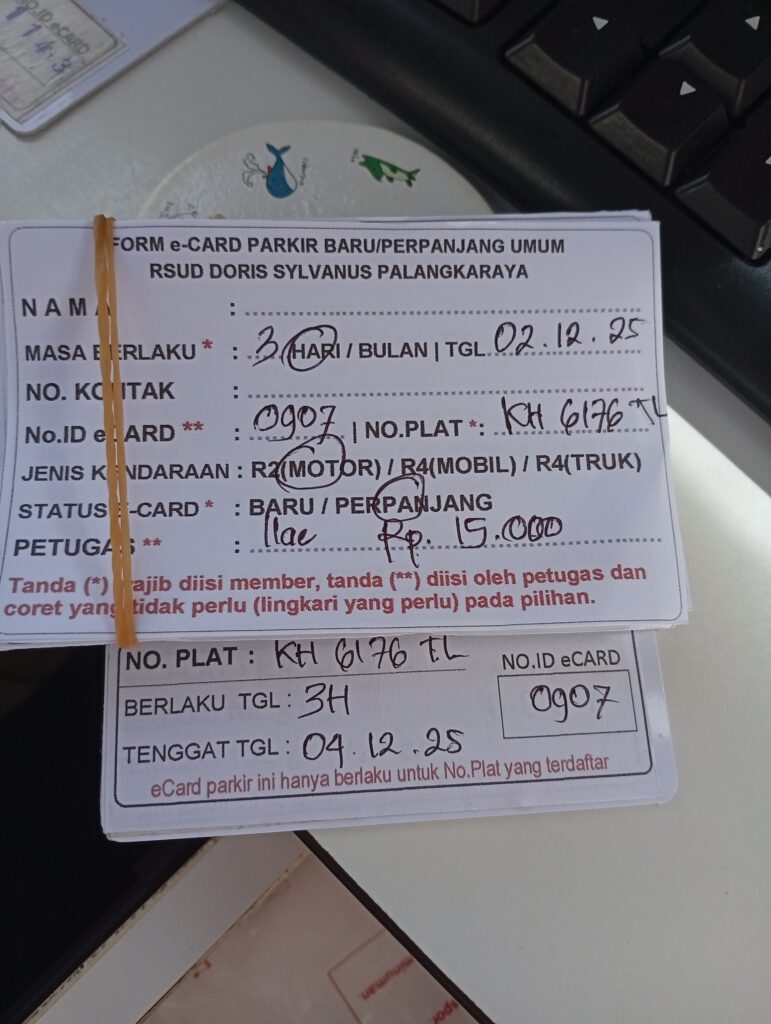 NO.ID eCARD
FORM e-CARD PARKIR BARU/PERPANJANG UMUM
RSUD DORIS SYLVANUS PALANGKARAYA
NAMA :
MASA BERLAKU * : 3 HARI / BULAN | TGL. 02.12.25
NO. KONTAK :
No.ID eCARD ** : 0907 | NO.PLAT *: KH 6176 TL
JENIS KENDARAAN : R2(MOTOR) / R4(MOBIL) / R4(TRUK)
STATUS E-CARD * : BARU / PERPANJANG
PETUGAS ** : Rp. 15.000
Tanda (*) wajib diisi member, tanda (**) diisi oleh petugas dan
coret yang tidak perlu (lingkari yang perlu) pada pilihan.
NO. PLAT : KH 6176 TL
NO.ID eCARD
0907
BERLAKU TGL : 3H
TENGGAT TGL : 04.12.25
eCard parkir ini hanya berlaku untuk No.Plat yang terdaftar
minuman